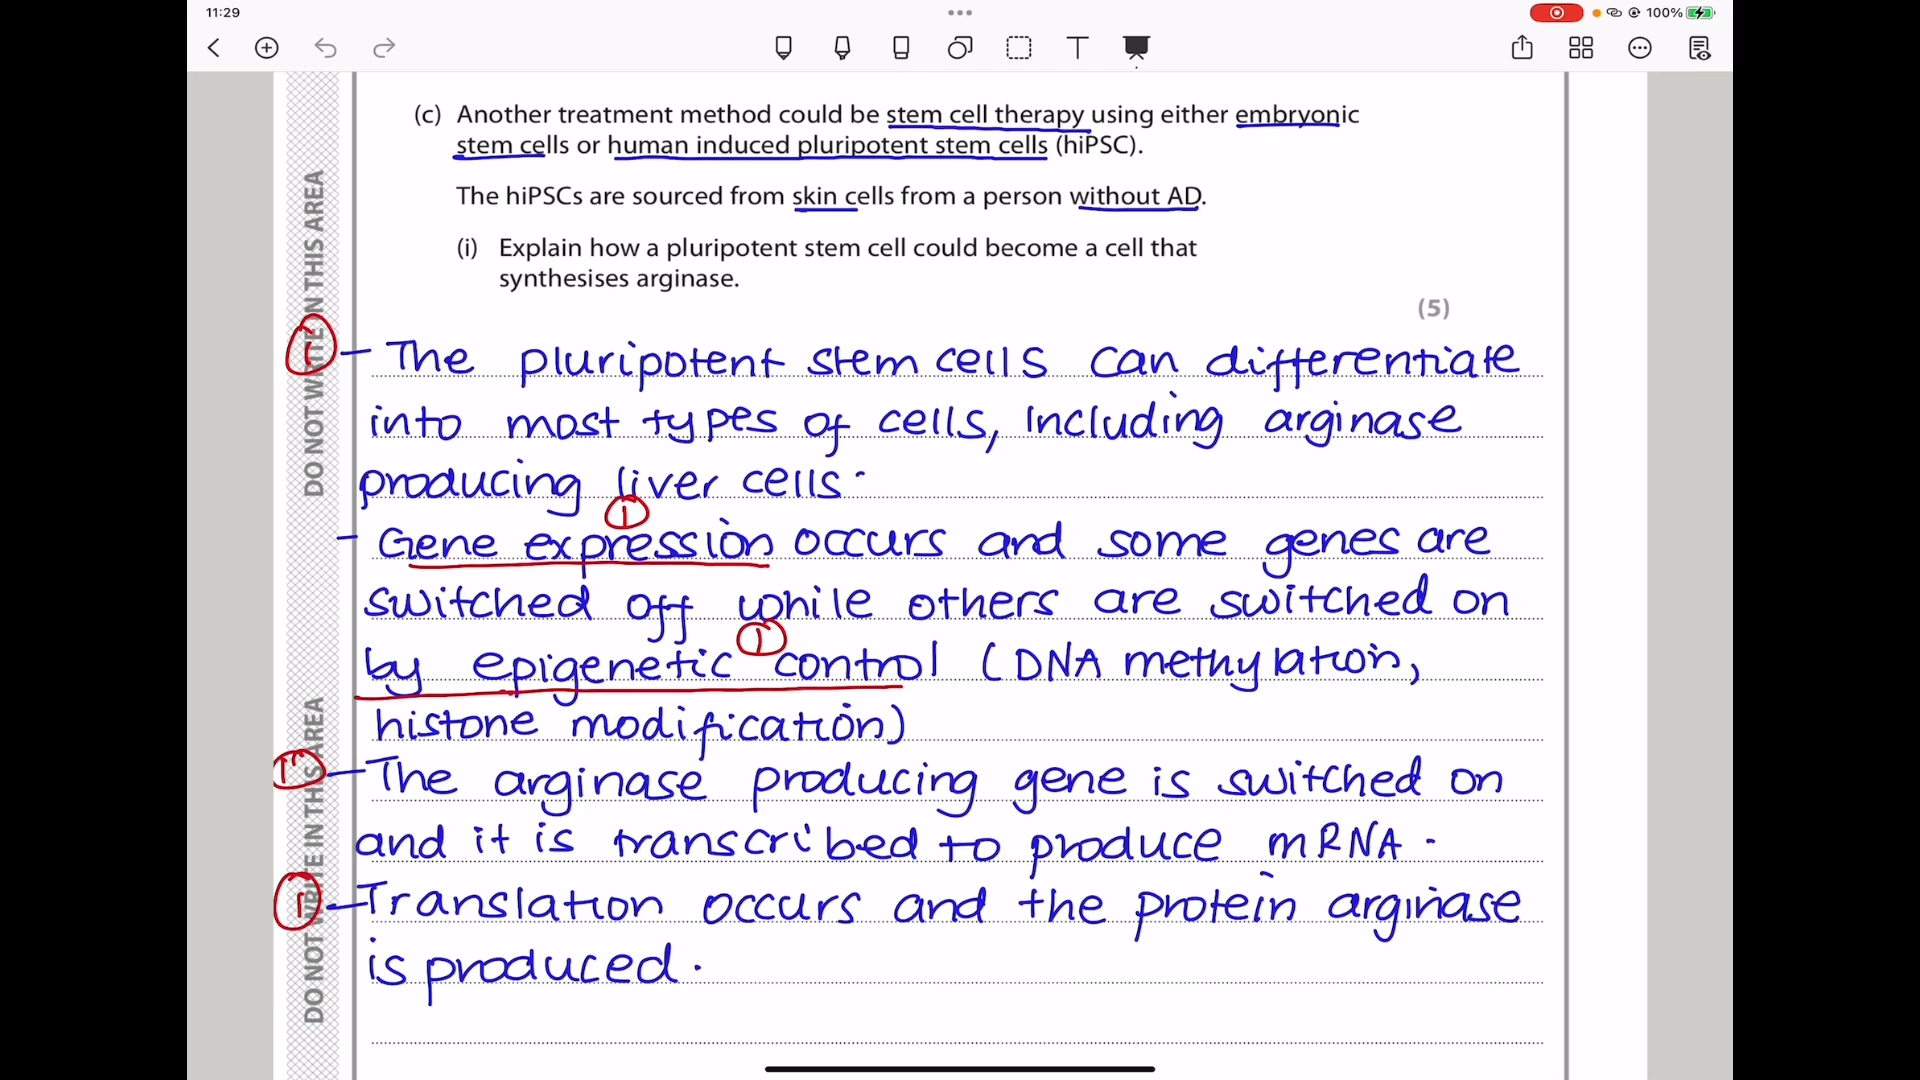 11:29
100%
(c) Another treatment method could be stem cell therapy using either embryonic
stem cells or human induced pluripotent stem cells (hiPSC).
The hiPSCs are sourced from skin cells from a person without AD.
(i) Explain how a pluripotent stem cell could become a cell that
synthesises arginase.
(5)
DO NOT WRITE IN THIS AREA
1 - The pluripotent stem cells can differentiate
into most types of cells, including arginase
producing liver cells.
1
- Gene expression occurs and some genes are
switched off while others are switched on
1
by epigenetic control (DNA methylation,
histone modification)
DO NOT WRITE IN THIS AREA
1 - The arginase producing gene is switched on
and it is transcribed to produce mRNA.
1 - Translation occurs and the protein arginase
is produced.